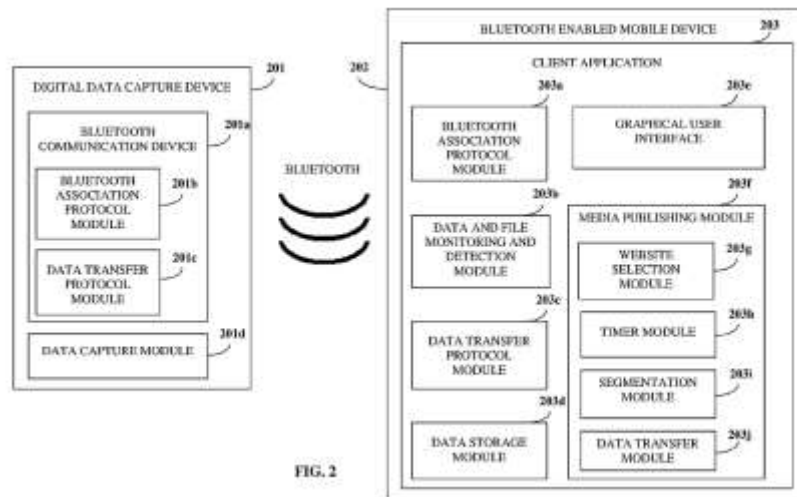 BLUETOOTH ENABLED MOBILE DEVICE
203
CLIENT APPLICATION
202
201
DIGITAL DATA CAPTURE DEVICE
201a
BLUETOOTH
COMMUNICATION DEVICE
BLUETOOTH
ASSOCIATION
PROTOCOL
MODULE
201b
DATA TRANSFER
PROTOCOL
MODULE
201c
DATA CAPTURE MODULE
201d
BLUETOOTH
203a
BLUETOOTH
ASSOCIATION
PROTOCOL
MODULE
203b
DATA AND FILE
MONITORING AND
DETECTION
MODULE
203c
DATA TRANSFER
PROTOCOL
MODULE
203d
DATA STORAGE
MODULE
203e
GRAPHICAL USER
INTERFACE
203f
MEDIA PUBLISHING MODULE
WEBSITE
SELECTION
MODULE
203g
TIMER MODULE
203h
SEGMENTATION
MODULE
203i
DATA TRANSFER
MODULE
203j
FIG. 2